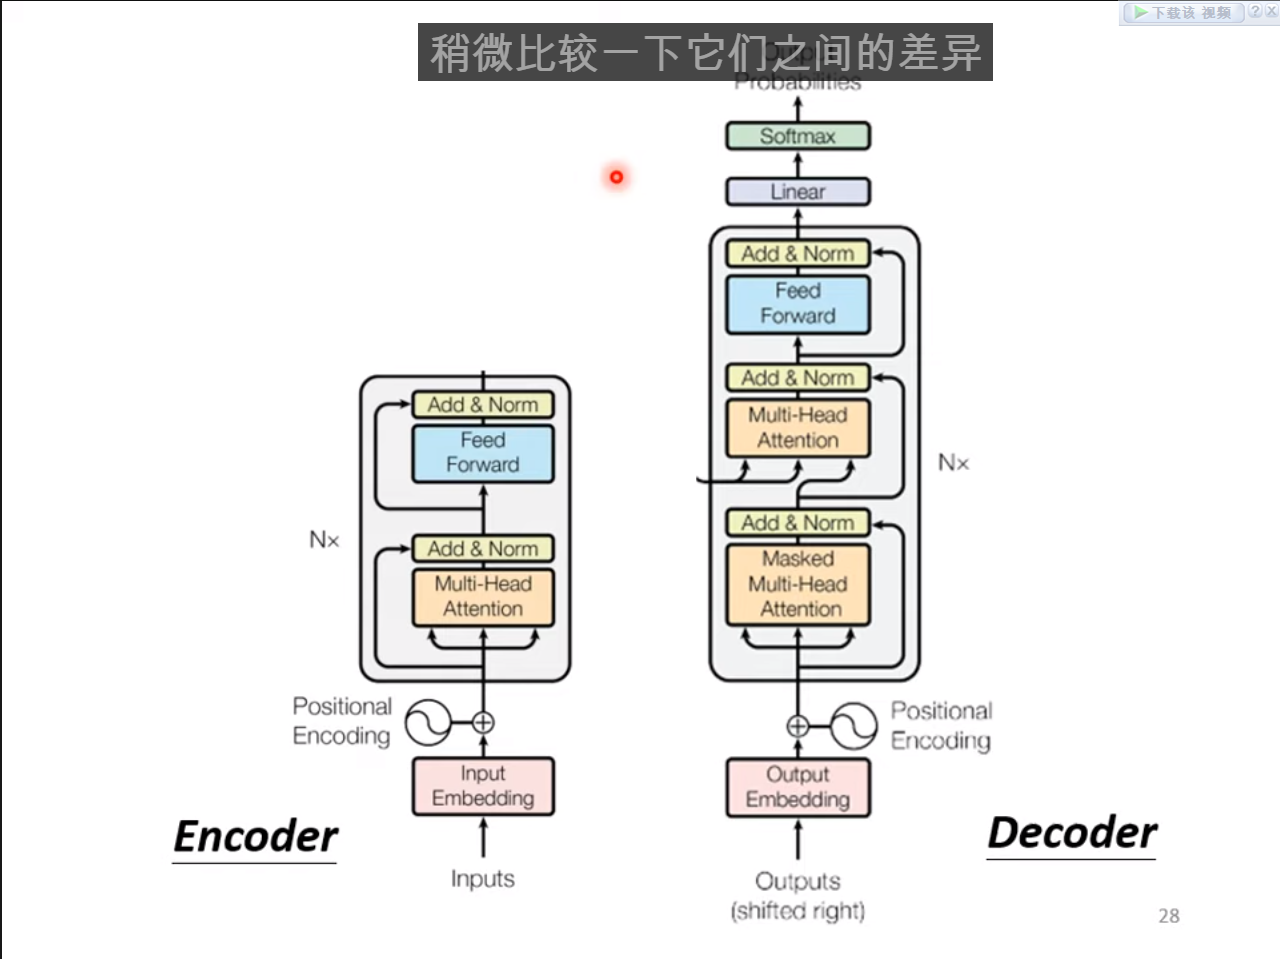 下载该 视频
稍微比较一下它们之间的差异
Output
Probabilities
Softmax
Linear
Add & Norm
Feed
Forward
Add & Norm
Multi-Head
Attention
Nx
Add & Norm
Masked
Multi-Head
Attention
Positional
Encoding
Output
Embedding
Outputs
(shifted right)
Decoder
Add & Norm
Feed
Forward
Nx
Add & Norm
Multi-Head
Attention
Positional
Encoding
Input
Embedding
Inputs
Encoder
28